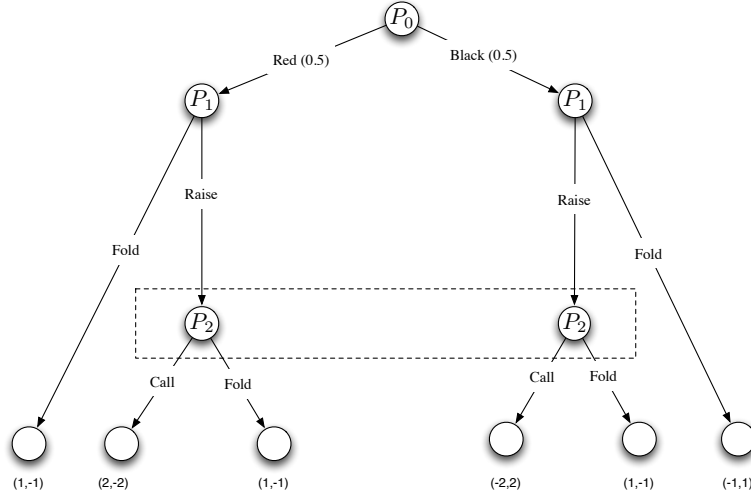 P0
Red (0.5)
Black (0.5)
P1
P1
Raise
Raise
Fold
Fold
P2
P2
Call
Fold
Call
Fold
(1,-1)
(2,-2)
(1,-1)
(-2,2)
(1,-1)
(-1,1)